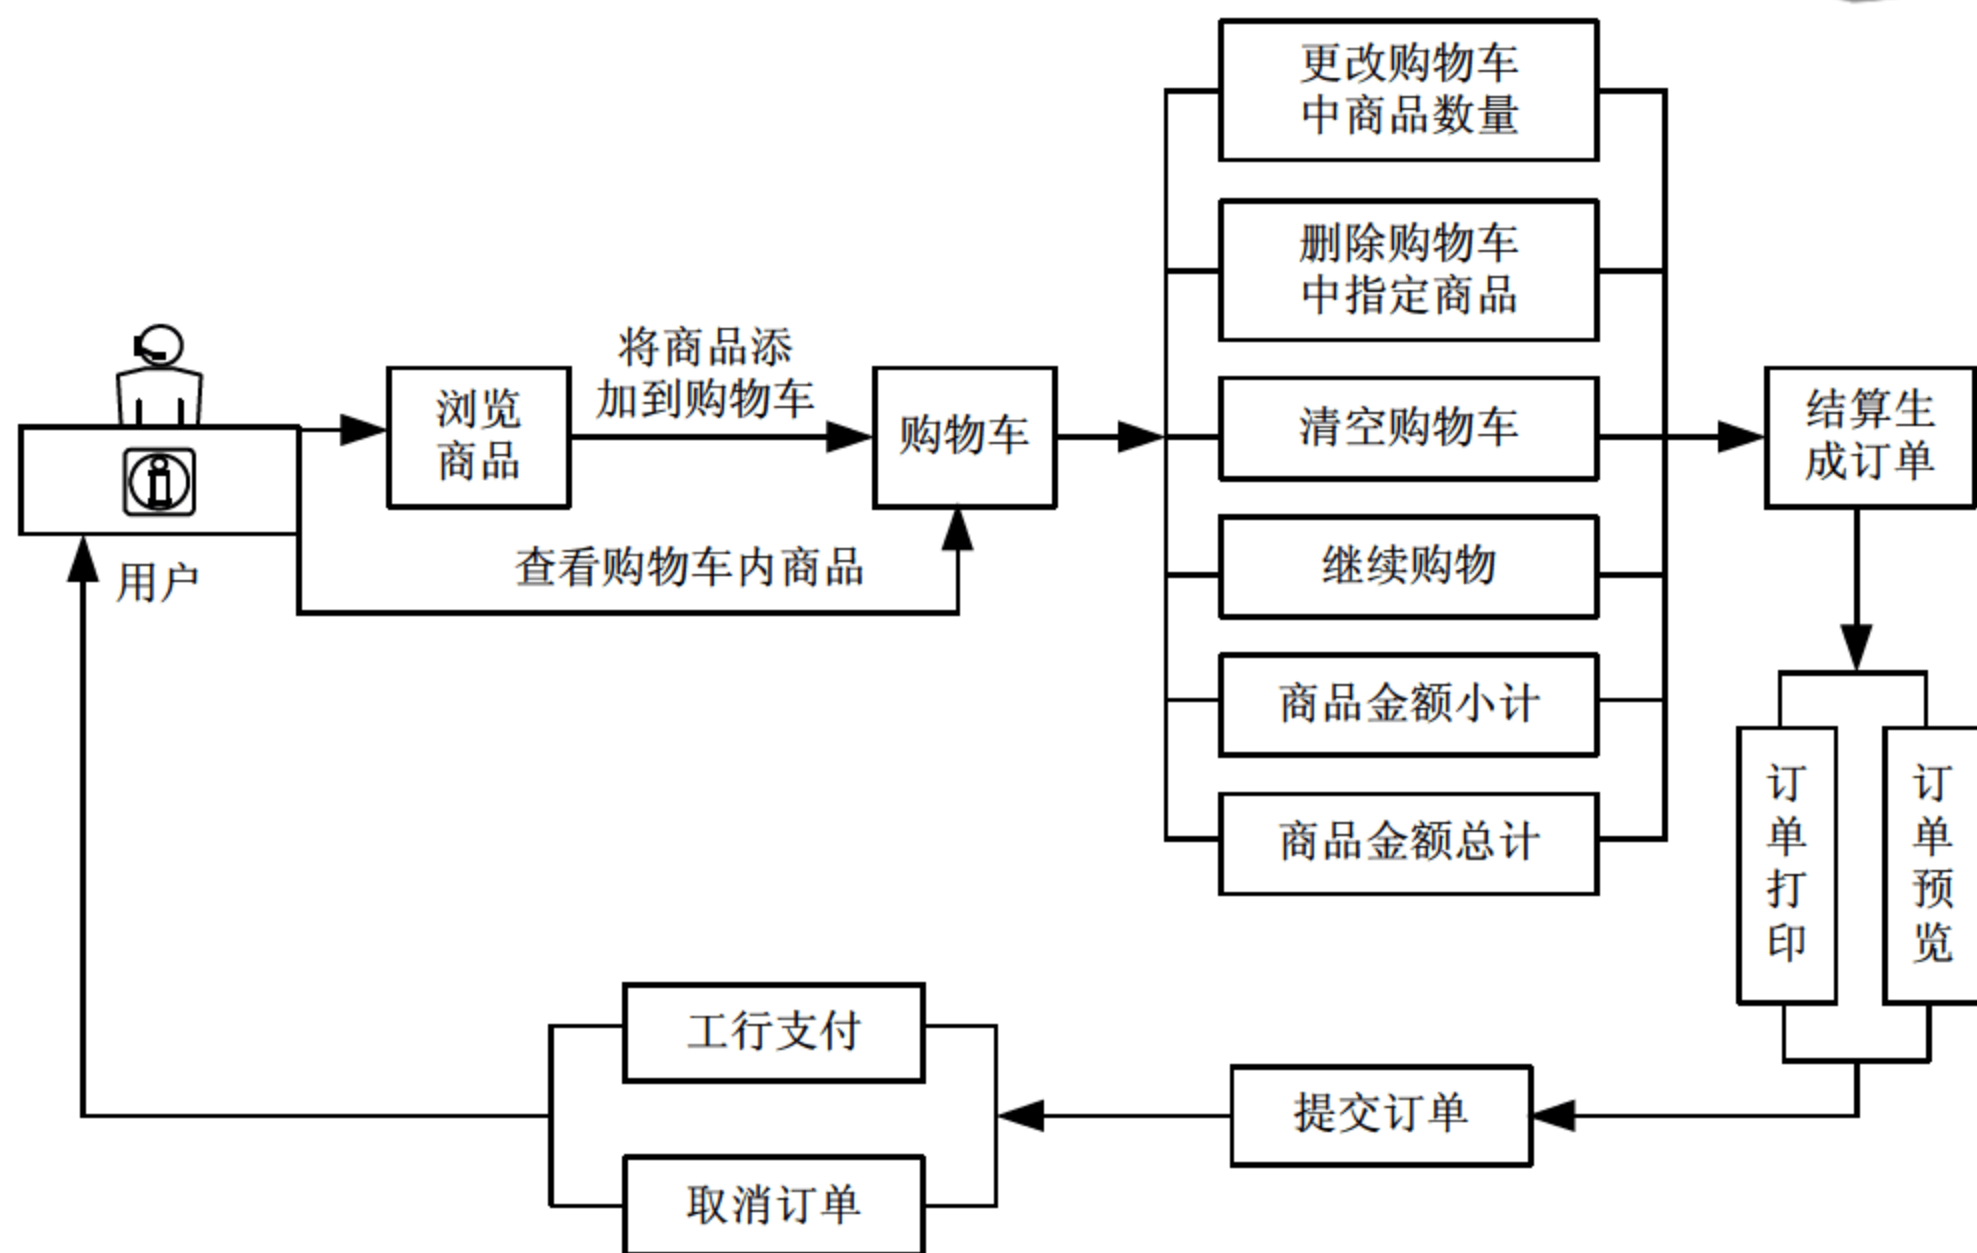 更改购物车
中商品数量
删除购物车
中指定商品
将商品添
加到购物车
浏览
商品
购物车
清空购物车
结算生
成订单
查看购物车内商品
用户
继续购物
商品金额小计
商品金额总计
订
单
打
印
订
单
预
览
工行支付
提交订单
取消订单